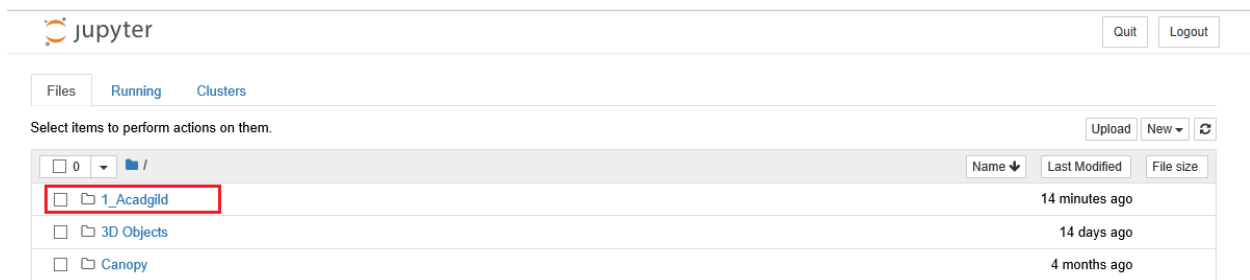 jupyter Quit Logout
Files Running Clusters
Select items to perform actions on them. Upload New
0 / Name Last Modified File size
1_Acadgild 14 minutes ago
3D Objects 14 days ago
Canopy 4 months ago